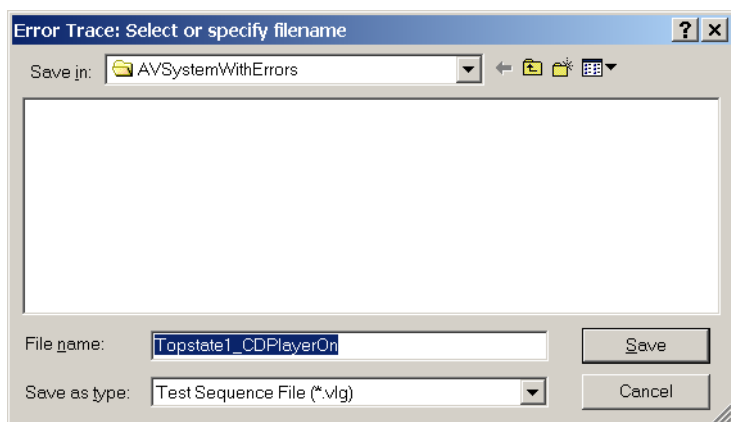 Error Trace: Select or specify filename
Save in: AVSystemWithErrors
File name: Topstate1_CDPlayerOn Save
Save as type: Test Sequence File (*.vlg) Cancel